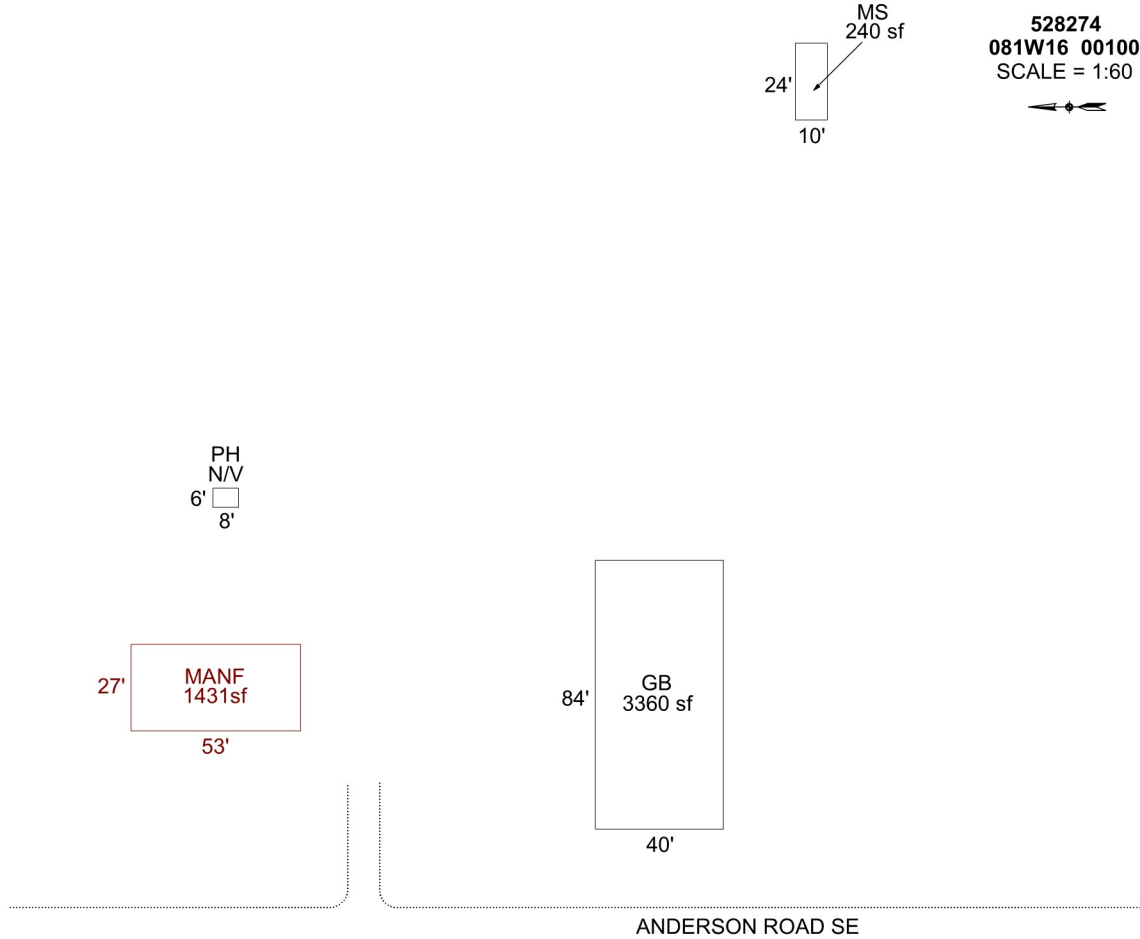 MS
240 sf
24'
10'
528274
081W16 00100
SCALE = 1:60
PH
N/V
6'
8'
27'
MANF
1431sf
53'
84'
GB
3360 sf
40'
ANDERSON ROAD SE